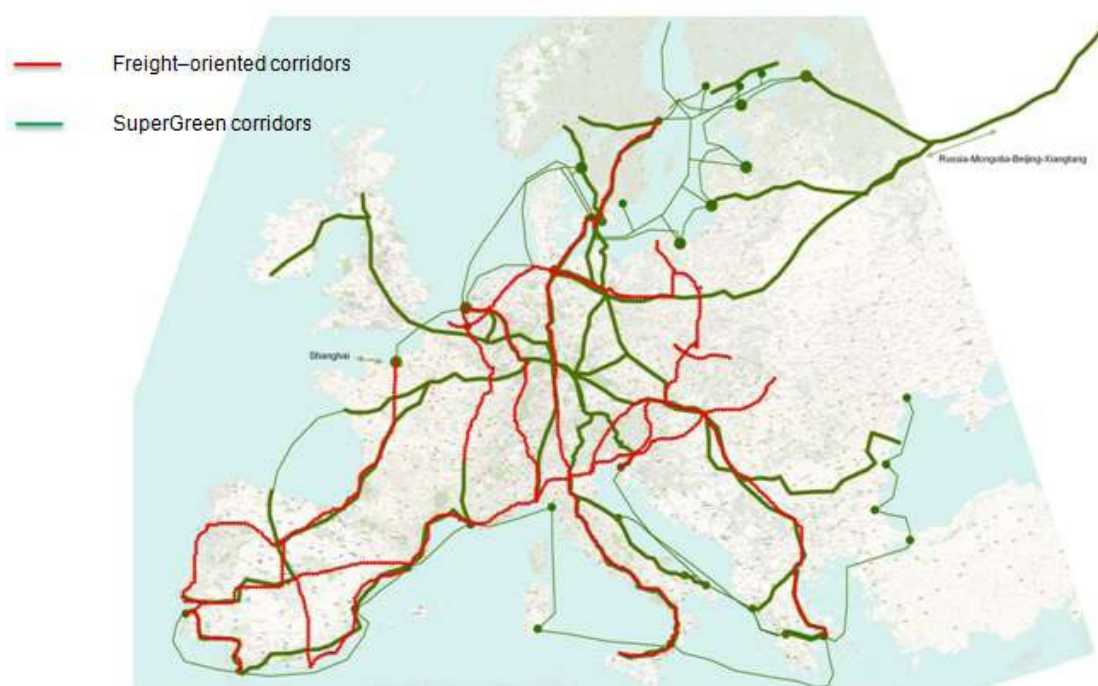 Freight–oriented corridors
SuperGreen corridors
Russia-Mongolia-Beijing-Xiangtang
Shanghai